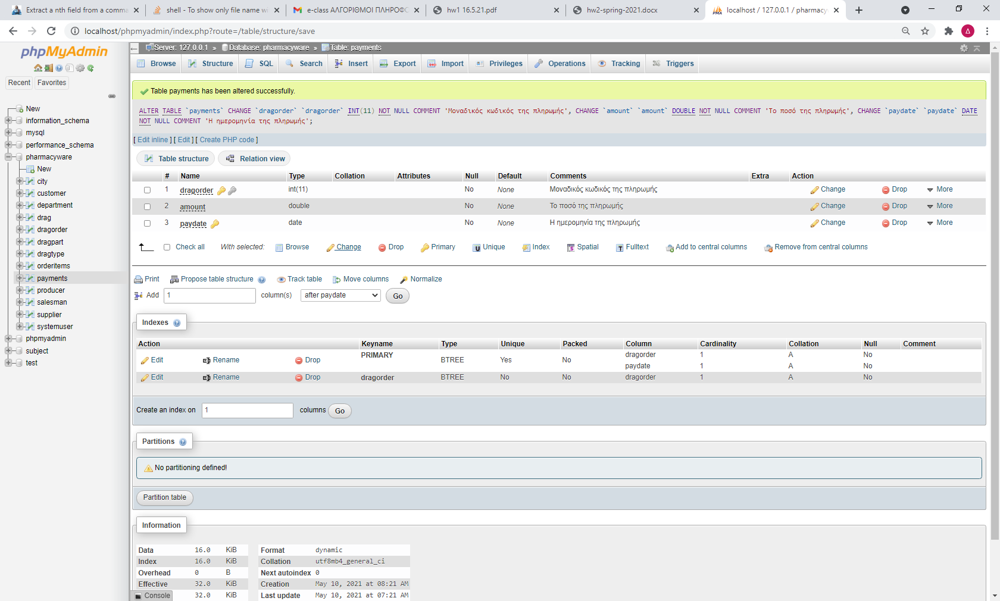 Extract a nth field from a comma
shell - To show only file name wi
e-class ΑΛΓΟΡΙΘΜΟΙ ΠΛΗΡΟΦΟ
hw1 16.5.21.pdf
hw2-spring-2021.docx
localhost / 127.0.0.1 / pharmacy
localhost/phpmyadmin/index.php?route=/table/structure/save
Δ
phpMyAdmin
Recent Favorites
New
information_schema
mysql
performance_schema
pharmacyware
New
city
customer
department
drag
dragorder
dragpart
dragtype
orderitems
payments
producer
salesman
supplier
systemuser
phpmyadmin
subject
test
Server: 127.0.0.1 » Database: pharmacyware » Table: payments
Browse Structure SQL Search Insert Export Import Privileges Operations Tracking Triggers
Table payments has been altered successfully.
ALTER TABLE `payments` CHANGE `dragorder` `dragorder` INT(11) NOT NULL COMMENT 'Μοναδικός κωδικός της πληρωμής', CHANGE `amount` `amount` DOUBLE NOT NULL COMMENT 'Το ποσό της πληρωμής', CHANGE `paydate` `paydate` DATE
NOT NULL COMMENT 'Η ημερομηνία της πληρωμής';
[ Edit inline ] [ Edit ] [ Create PHP code ]
Table structure Relation view
# Name Type Collation Attributes Null Default Comments Extra Action
1 dragorder int(11) No None Μοναδικός κωδικός της πληρωμής Change Drop More
2 amount double No None Το ποσό της πληρωμής Change Drop More
3 paydate date No None Η ημερομηνία της πληρωμής Change Drop More
Check all With selected: Browse Change Drop Primary Unique Index Spatial Fulltext Add to central columns Remove from central columns
Print Propose table structure Track table Move columns Normalize
Add 1 column(s) after paydate Go
Indexes
Action Keyname Type Unique Packed Column Cardinality Collation Null Comment
Edit Rename Drop PRIMARY BTREE Yes No dragorder 1 A No
paydate 1 A No
Edit Rename Drop dragorder BTREE No No dragorder 1 A No
Create an index on 1 columns Go
Partitions
No partitioning defined!
Partition table
Information
Data 16.0 KiB
Index 16.0 KiB
Overhead 0 B
Effective 32.0 KiB
32.0 KiB
Format dynamic
Collation utf8mb4_general_ci
Next autoindex 0
Creation May 10, 2021 at 08:21 AM
Last update May 10, 2021 at 07:21 AM
Console